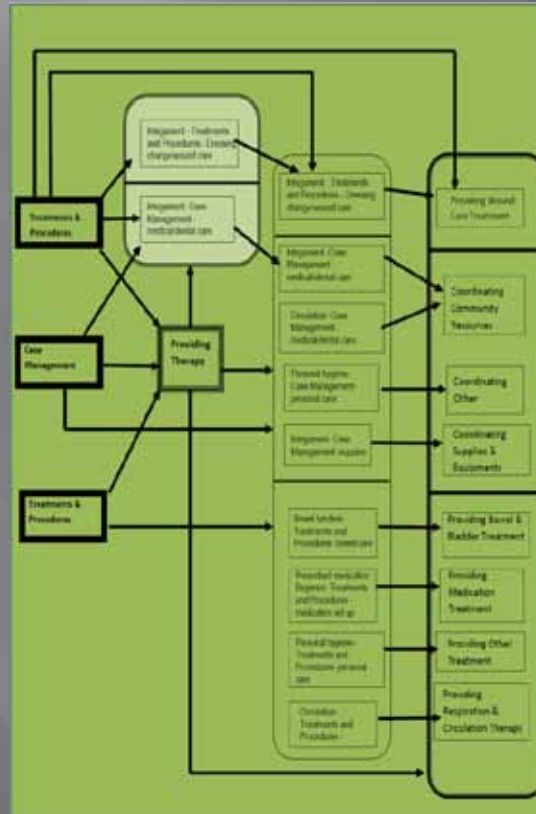 Integument - Treatments
and Procedures - Dressing
change/wound care
Integument - Treatments
and Procedures - Dressing
change/wound care
Treatments &
Procedures
Integument - Case
Management -
medical/dental care
Providing Wound
Care Treatment
Integument - Case
Management -
medical/dental care
Coordinating
Community
Resources
Circulation - Case
Management -
medical/dental care
Case
Management
Providing
Therapy
Personal hygiene -
Case Management -
personal care
Coordinating
Other
Integument - Case
Management - supplies
Coordinating
Supplies &
Equipments
Treatments &
Procedures
Bowel function -
Treatments and
Procedures -
Providing Bowel &
Bladder Treatment
Prescribed medication
Regimen - Treatments
and Procedures -
medication set up
Providing
Medication
Treatment
Personal hygiene -
Treatments and
Procedures - personal
care
Providing Other
Treatment
Circulation -
Treatments and
Procedures
Providing
Respiration &
Circulation Therapy